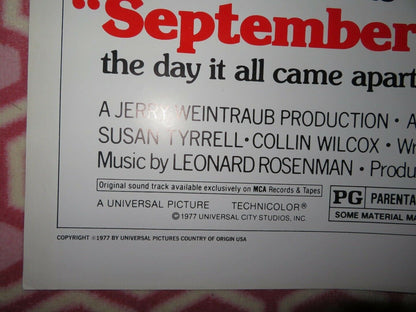 "September
the day it all came apart
A JERRY WEINTRAUB PRODUCTION • A
SUSAN TYRRELL • COLLIN WILCOX • Wr
Music by LEONARD ROSENMAN • Produ
Original sound track available exclusively on MCA Records & Tapes
PG PARENTA
SOME MATERIAL MA
A UNIVERSAL PICTURE TECHNICOLOR®
©1977 UNIVERSAL CITY STUDIOS, INC.
COPYRIGHT ©1977 BY UNIVERSAL PICTURES COUNTRY OF ORIGIN USA